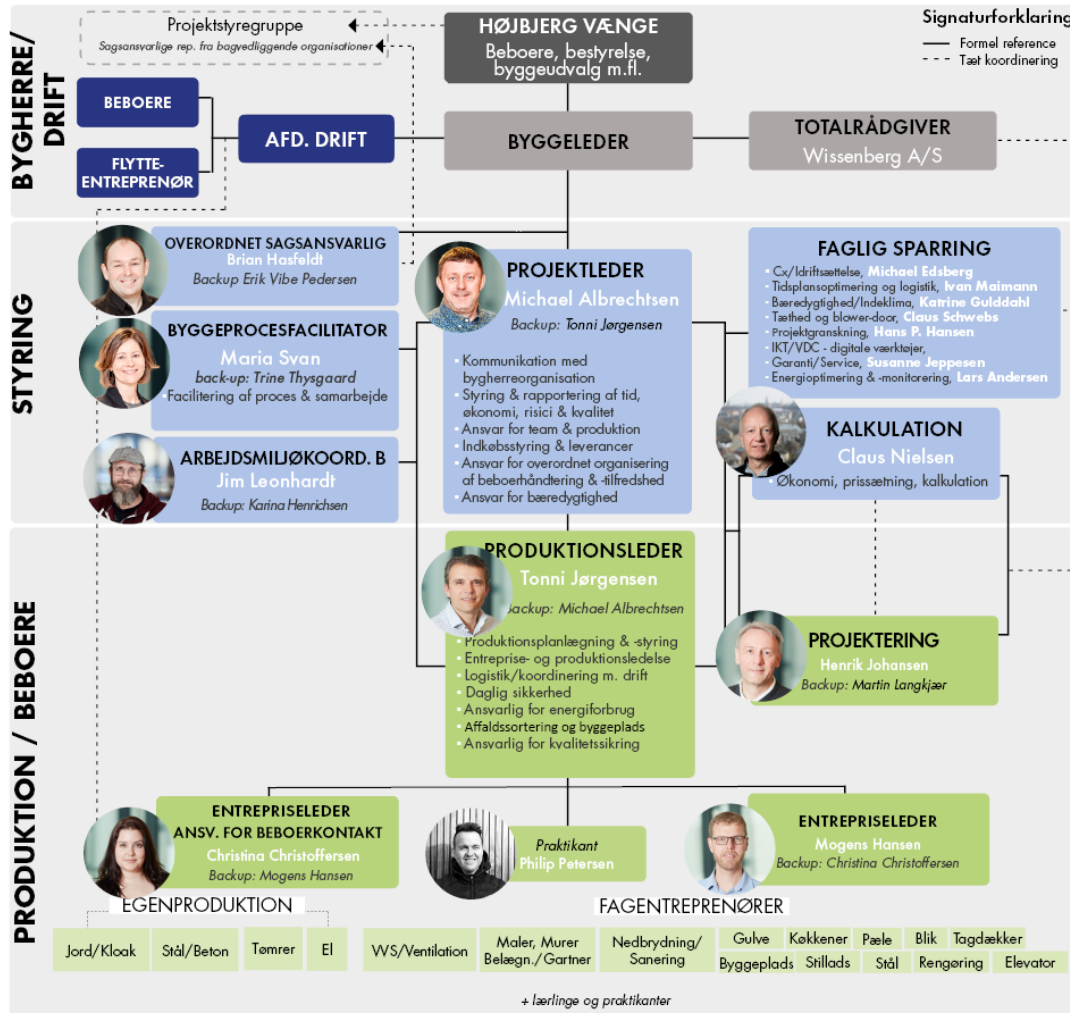 BYGHERRE/
DRIFT
Projektstyregruppe
Sagsansvarlige rep. fra bagvedliggende organisationer
HØJBJERG VÆNGE
Beboere, bestyrelse,
byggeudvalg m.fl.
Signaturforklaring
Formel reference
Tæt koordinering
BEBOERE
FLYTTE-
ENTREPRENØR
AFD. DRIFT
BYGGELEDER
TOTALRÅDGIVER
Wissenberg A/S
STYRING
OVERORDNET SAGSANSVARLIG
Brian Hasfeldt
Backup Erik Vibe Pedersen
BYGGEPROCESFACILITATOR
Maria Svan
back-up: Trine Thysgaard
• Facilitering af proces & samarbejde
ARBEJDSMILJØKOORD. B
Jim Leonhardt
Backup: Karina Henrichsen
PROJEKTLEDER
Michael Albrechtsen
Backup: Tonni Jørgensen
• Kommunikation med
bygherreorganisation
• Styring & rapportering af tid,
økonomi, risici & kvalitet
• Ansvar for team & produktion
• Indkøbsstyring & leverancer
• Ansvar for overordnet organisering
af beboerhåndtering & -tilfredshed
• Ansvar for bæredygtighed
FAGLIG SPARRING
• Cx/Idriftsættelse, Michael Edsberg
• Tidsplansoptimering og logistik, Ivan Maimann
• Bæredygtighed/Indeklima, Katrine Gulddahl
• Tæthed og blower-door, Claus Schwebs
• Projektgranskning, Hans P. Hansen
• IKT/VDC - digitale værktøjer,
• Garanti/Service, Susanne Jeppesen
• Energioptimering & -monitorering, Lars Andersen
KALKULATION
Claus Nielsen
• Økonomi, prissætning, kalkulation
PRODUKTION / BEBOERE
PRODUKTIONSLEDER
Tonni Jørgensen
Backup: Michael Albrechtsen
• Produktionsplanlægning & -styring
• Entreprise- og produktionsledelse
• Logistik/koordinering m. drift
• Daglig sikkerhed
• Ansvarlig for energiforbrug
• Affaldssortering og byggeplads
• Ansvarlig for kvalitetssikring
PROJEKTERING
Henrik Johansen
Backup: Martin Langkjær
ENTREPRISELEDER
ANSV. FOR BEBOERKONTAKT
Christina Christoffersen
Backup: Mogens Hansen
Praktikant
Philip Petersen
ENTREPRISELEDER
Mogens Hansen
Backup: Christina Christoffersen
EGENPRODUKTION
Jord/Kloak
Stål/Beton
Tømrer
El
FAGENTREPRENØRER
VVS/Ventilation
Maler, Murer
Belægn./Gartner
Nedbrydning/
Sanering
Gulve
Køkkener
Pæle
Blik
Tagdækker
Byggeplads
Stillads
Stål
Rengøring
Elevator
+ lærlinge og praktikanter